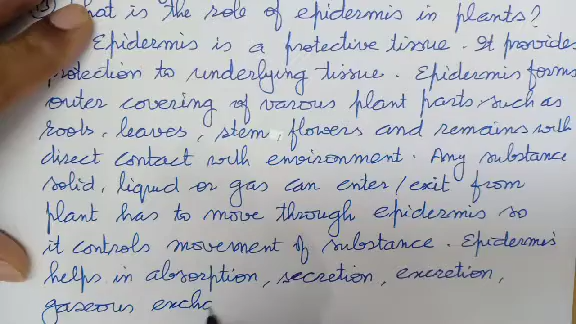 What is the role of epidermis in plants?
Epidermis is a protective tissue. It provides
protection to underlying tissue. Epidermis forms
outer covering of varous plant parts, such as
roots, leaves, stem, flowers and remains with
direct contact with environment. Any substance
solid, liquid or gas can enter/exit from
plant has to move through epidermis so
it controls movement of substance. Epidermis
helps in absorption, secretion, excretion,
gaseous excha